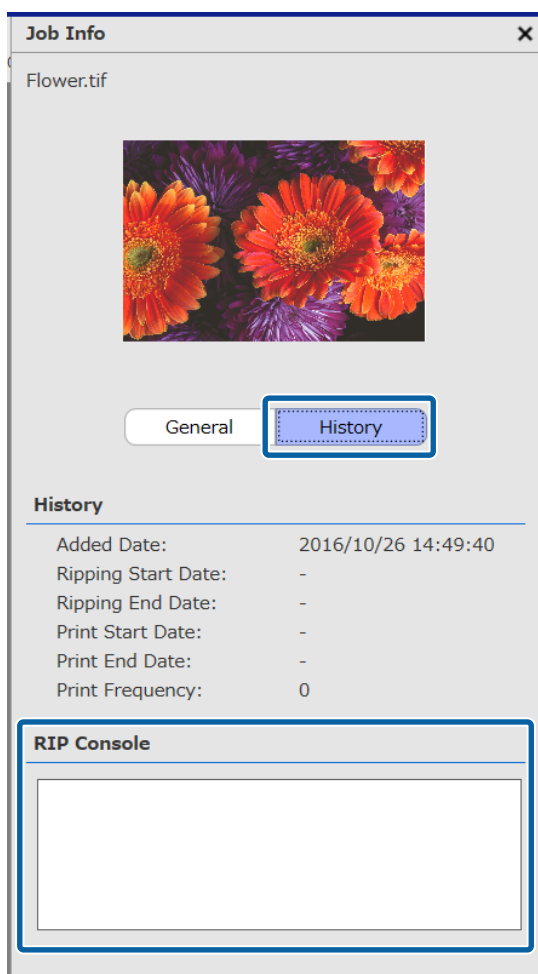 Job Info
Flower.tif
General History
History
Added Date: 2016/10/26 14:49:40
Ripping Start Date: -
Ripping End Date: -
Print Start Date: -
Print End Date: -
Print Frequency: 0
RIP Console